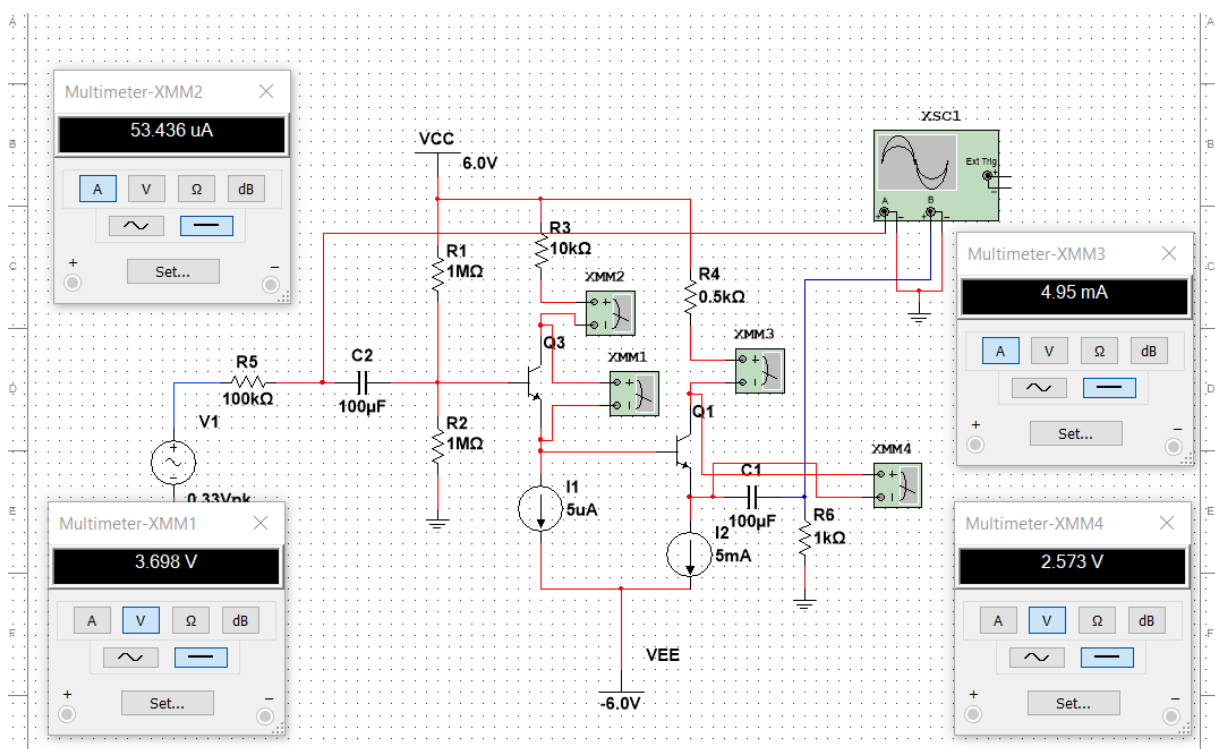 A
A
Multimeter-XMM2
53.436 uA
A V Ω dB
Set...
+
−
B
B
VCC
6.0V
XSC1
Ext Trig
+
−
A
B
+ −
+ −
R3
10kΩ
R1
1MΩ
XMM2
R4
0.5kΩ
Multimeter-XMM3
4.95 mA
A V Ω dB
Set...
+
−
C
C
Q3
XMM1
XMM3
R5
100kΩ
C2
100µF
D
D
V1
R2
1MΩ
Q1
XMM4
0.33Vpk
I1
5uA
C1
100µF
I2
5mA
R6
1kΩ
E
E
Multimeter-XMM1
3.698 V
A V Ω dB
Set...
+
−
Multimeter-XMM4
2.573 V
A V Ω dB
Set...
+
−
F
F
VEE
-6.0V